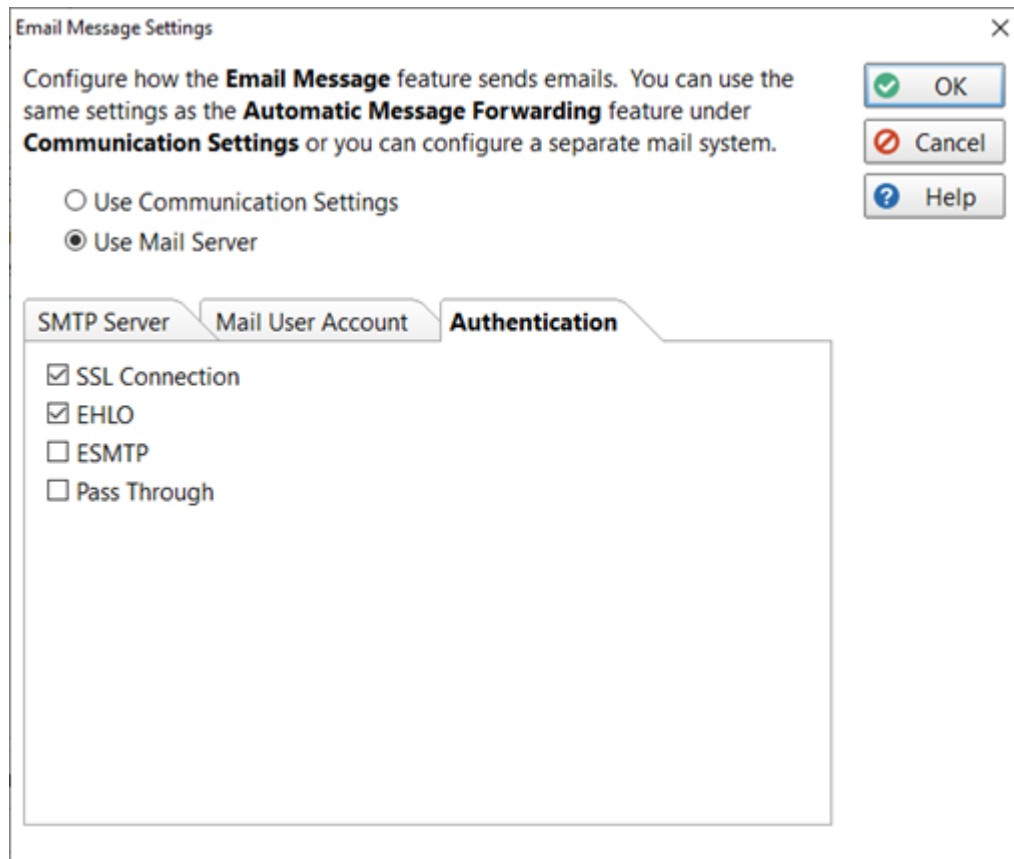 Email Message Settings
Configure how the Email Message feature sends emails. You can use the
same settings as the Automatic Message Forwarding feature under
Communication Settings or you can configure a separate mail system.
OK
Cancel
Help
Use Communication Settings
Use Mail Server
SMTP Server
Mail User Account
Authentication
SSL Connection
EHLO
ESMTP
Pass Through